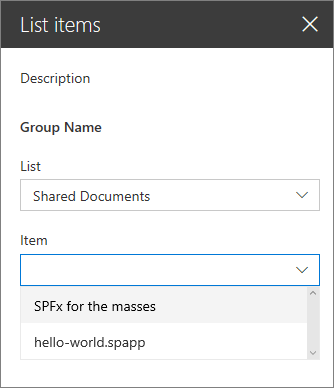 List items
Description
Group Name
List
Shared Documents
Item
SPFx for the masses
hello-world.spapp